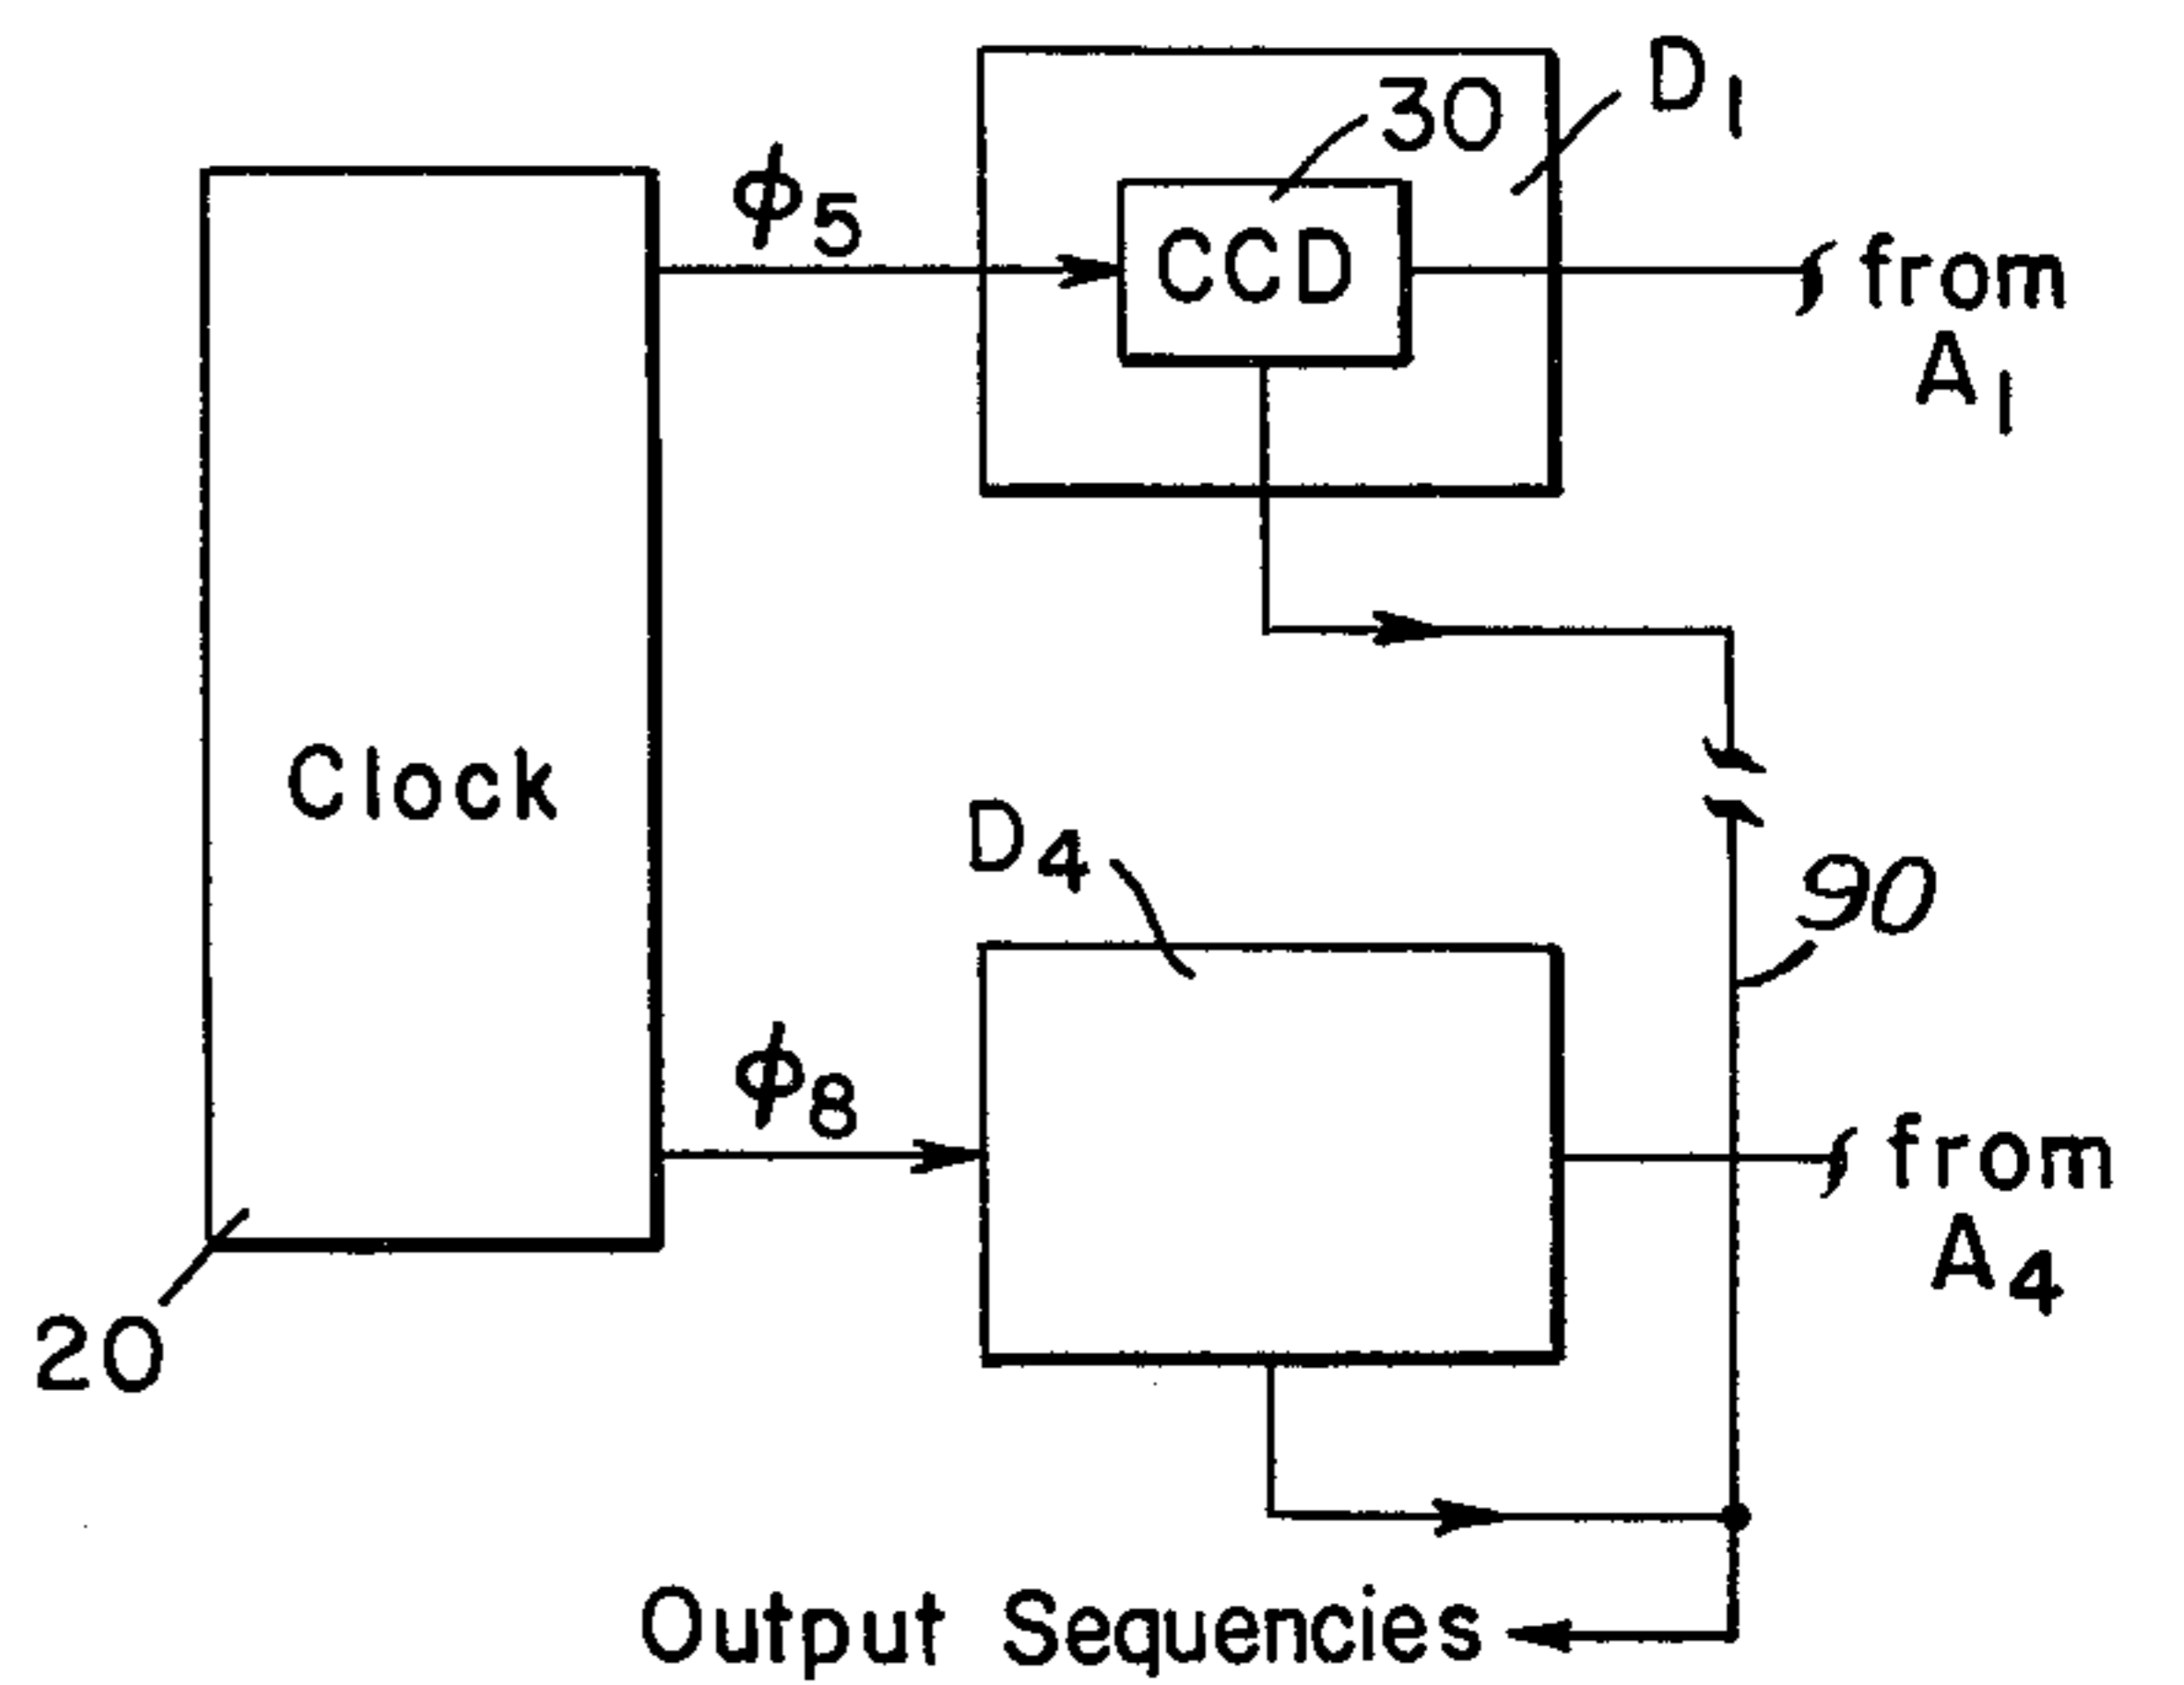 D1
30
ϕ5
CCD
from
A1
Clock
D4
90
ϕ8
from
A4
20
Output Sequencies